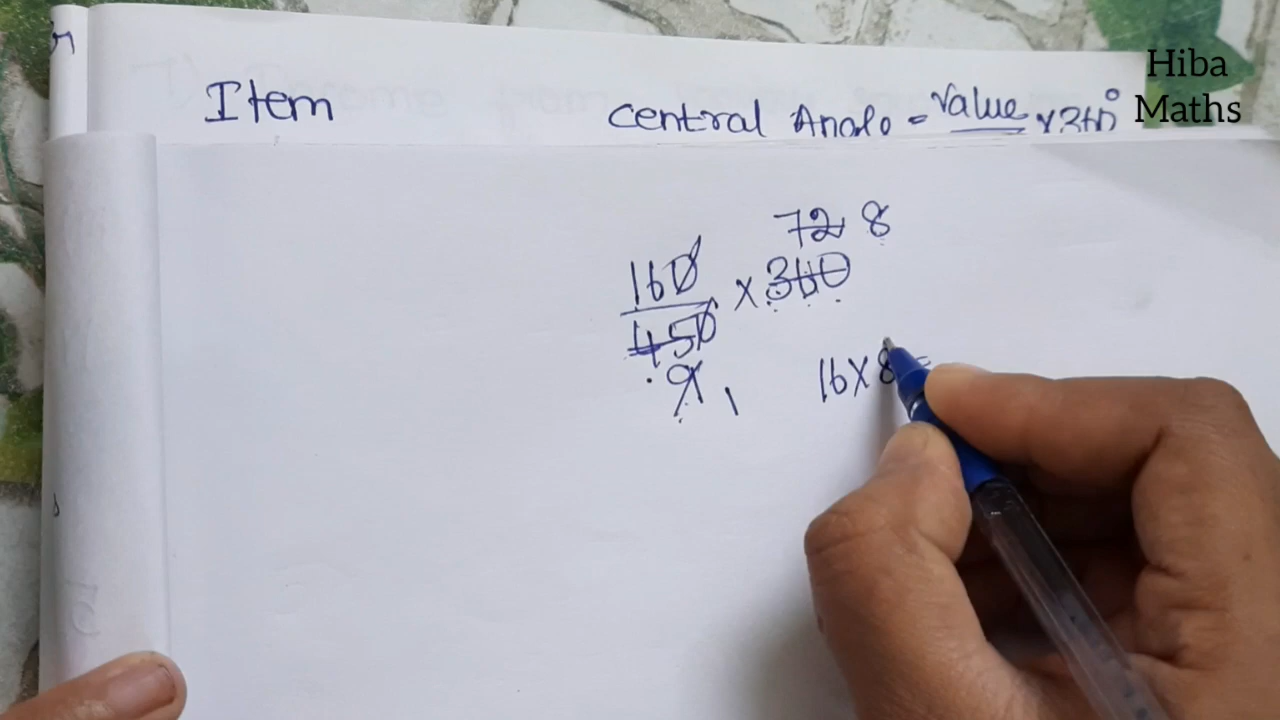 Hiba
Maths
Item
Central Angle = Value × 360°
72 8
160 × 360
450
9 1
16 × 8 =